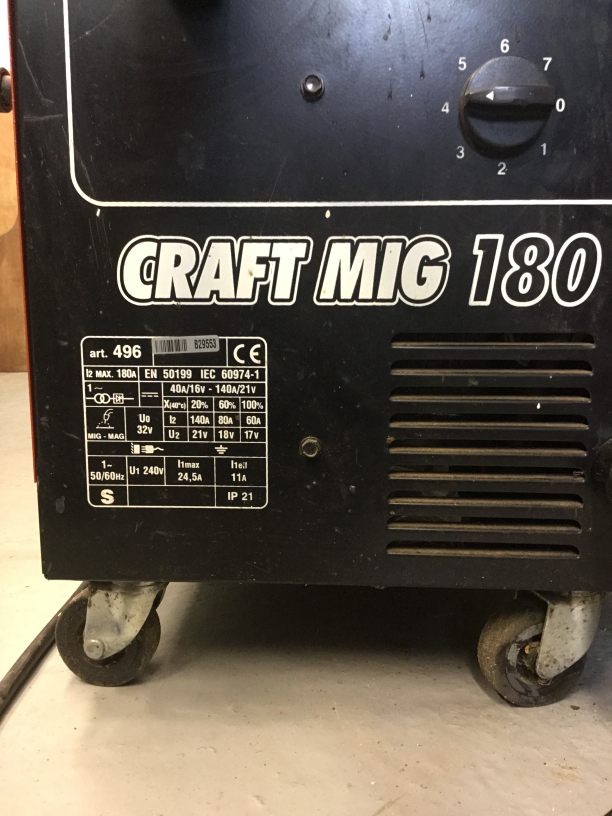 6
5 7
4 0
3 1
2
CRAFT MIG 180
art. 496 B29553 CE
I2 MAX. 180A EN 50199 IEC 60974-1
1~ 40A/16V - 140A/21V
X(40°C) 20% 60% 100%
U0 32V I2 140A 80A 60A
MIG - MAG U2 21V 18V 17V
1~ 50/60Hz U1 240V I1max 24,5A I1eff 11A
S IP 21